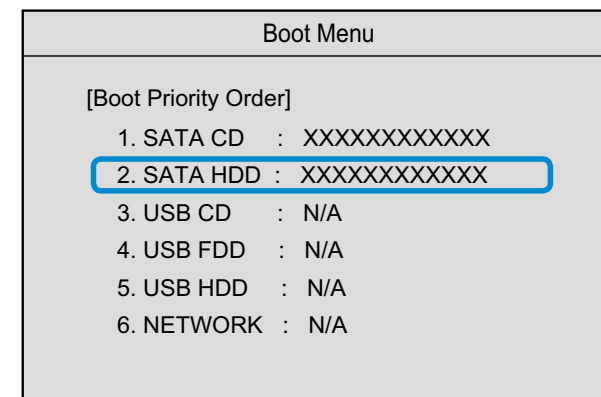 Boot Menu
[Boot Priority Order]
1. SATA CD : XXXXXXXXXXXX
2. SATA HDD : XXXXXXXXXXXX
3. USB CD : N/A
4. USB FDD : N/A
5. USB HDD : N/A
6. NETWORK : N/A